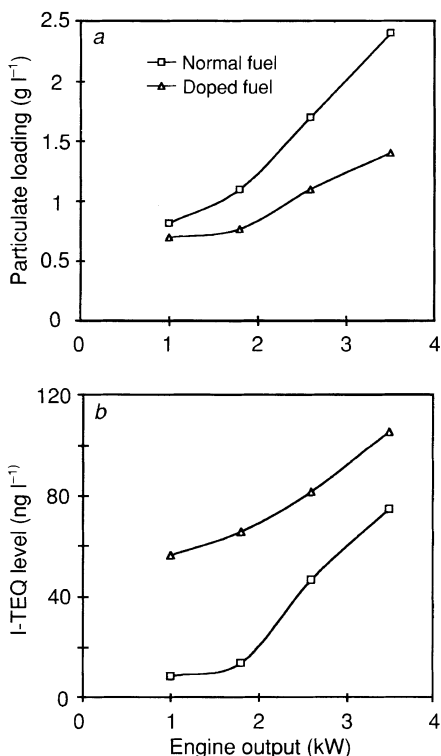 a
2.5
Normal fuel
Doped fuel
2
1.5
1
0.5
0
Particulate loading (g l⁻¹)
0 1 2 3 4
b
120
80
40
0
I-TEQ level (ng l⁻¹)
0 1 2 3 4
Engine output (kW)